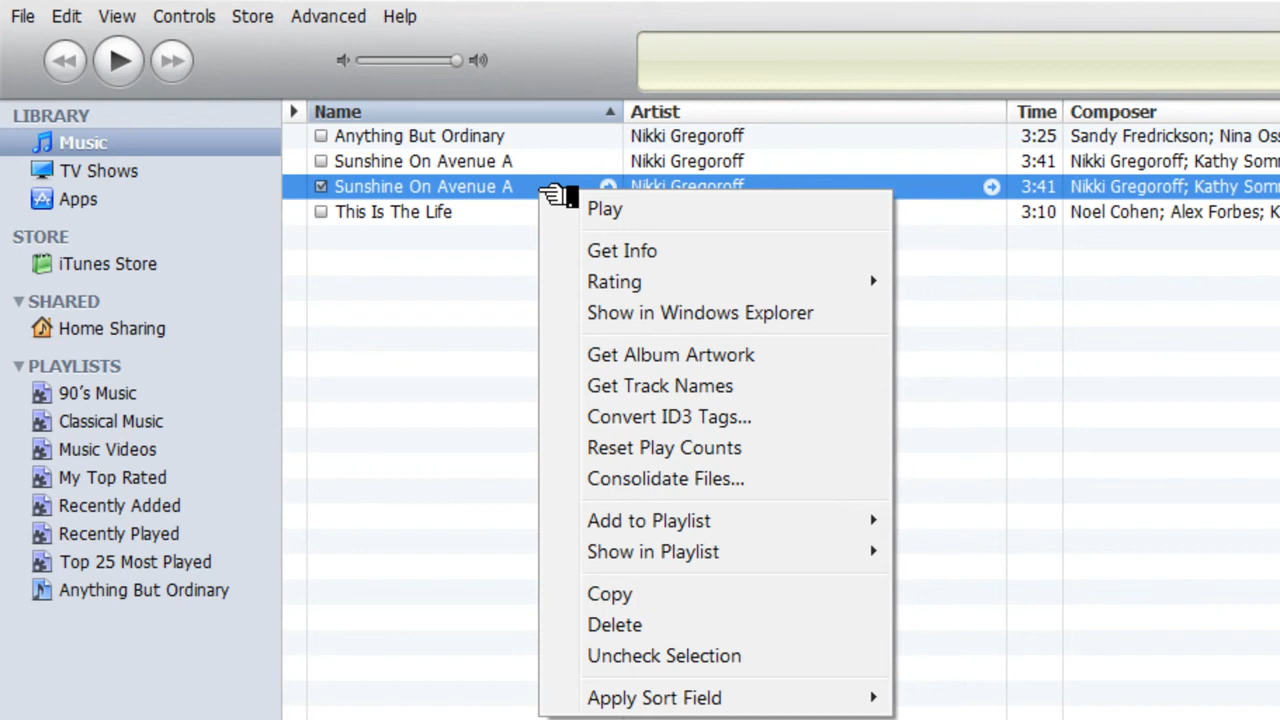 File Edit View Controls Store Advanced Help
LIBRARY
Music
TV Shows
Apps
STORE
iTunes Store
SHARED
Home Sharing
PLAYLISTS
90's Music
Classical Music
Music Videos
My Top Rated
Recently Added
Recently Played
Top 25 Most Played
Anything But Ordinary
Name Artist Time Composer
Anything But Ordinary Nikki Gregoroff 3:25 Sandy Fredrickson; Nina Oss
Sunshine On Avenue A Nikki Gregoroff 3:41 Nikki Gregoroff; Kathy Somm
Sunshine On Avenue A Nikki Gregoroff 3:41 Nikki Gregoroff; Kathy Somm
This Is The Life 3:10 Noel Cohen; Alex Forbes; K
Play
Get Info
Rating
Show in Windows Explorer
Get Album Artwork
Get Track Names
Convert ID3 Tags...
Reset Play Counts
Consolidate Files...
Add to Playlist
Show in Playlist
Copy
Delete
Uncheck Selection
Apply Sort Field